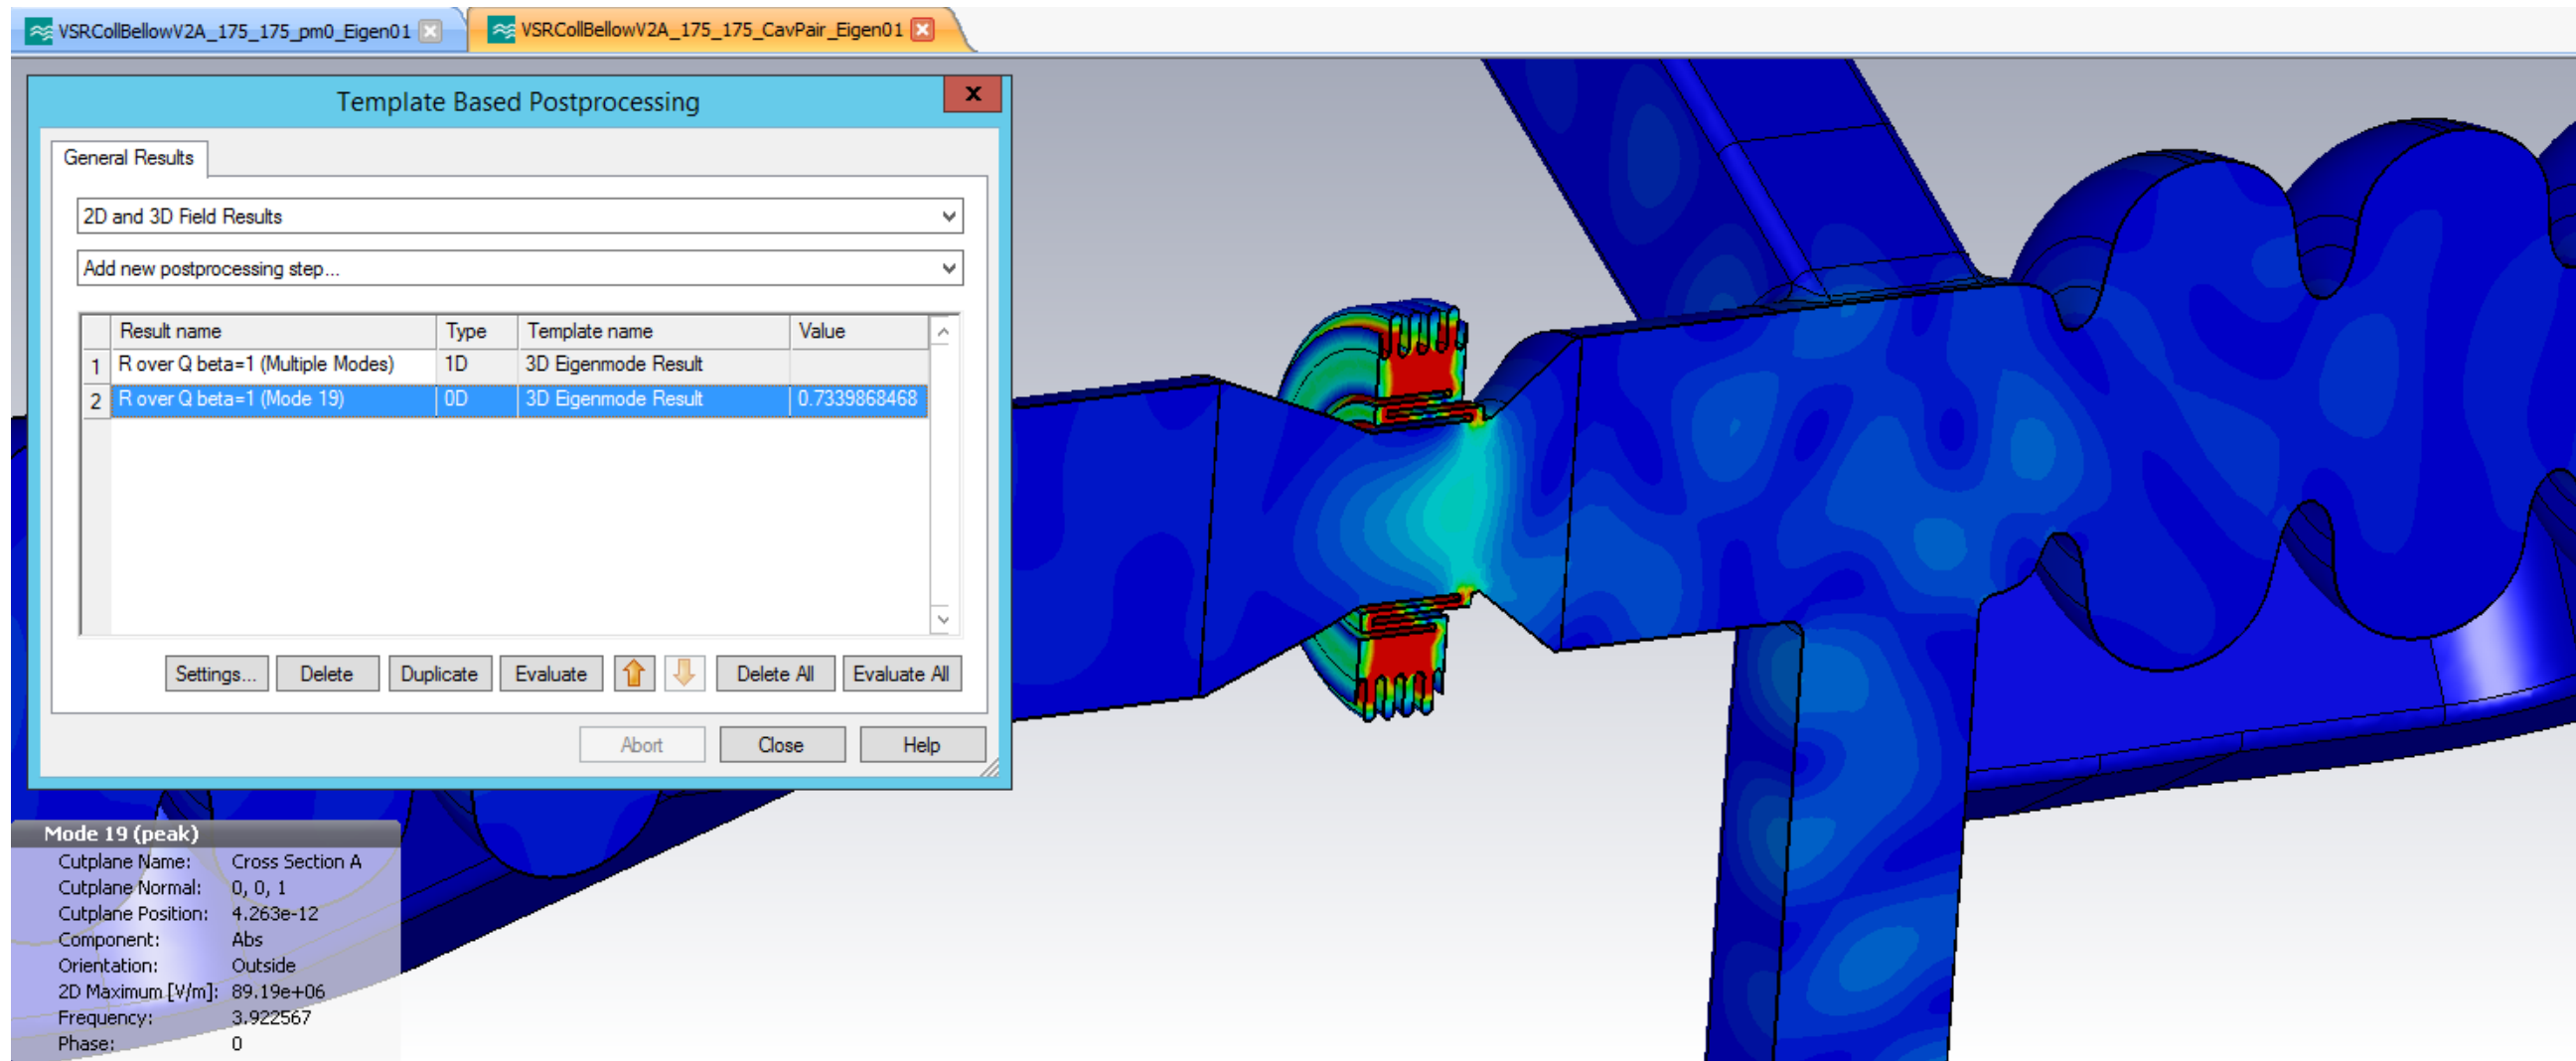 VSRCollBellowV2A_175_175_pm0_Eigen01
VSRCollBellowV2A_175_175_CavPair_Eigen01
Template Based Postprocessing
x
General Results
2D and 3D Field Results
Add new postprocessing step...
Result name Type Template name Value
1 R over Q beta=1 (Multiple Modes) 1D 3D Eigenmode Result
2 R over Q beta=1 (Mode 19) 0D 3D Eigenmode Result 0.7339868468
Settings... Delete Duplicate Evaluate Delete All Evaluate All
Abort Close Help
Mode 19 (peak)
Cutplane Name: Cross Section A
Cutplane Normal: 0, 0, 1
Cutplane Position: 4.263e-12
Component: Abs
Orientation: Outside
2D Maximum [V/m]: 89.19e+06
Frequency: 3.922567
Phase: 0